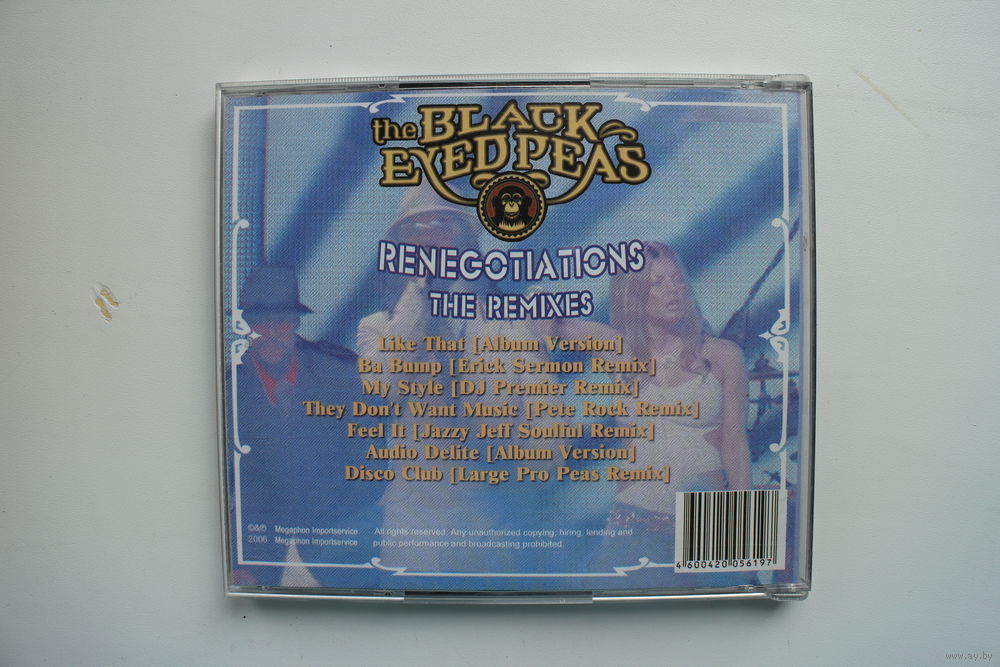 the BLACK
EYED PEAS
RENEGOTIATIONS
THE REMIXES
Like That [Album Version]
Ba Bump [Erick Sermon Remix]
My Style [DJ Premier Remix]
They Don't Want Music [Pete Rock Remix]
Feel It [Jazzy Jeff Soulful Remix]
Audio Delite [Album Version]
Disco Club [Large Pro Peas Remix]
©&℗ Megaphon Importservice All rights reserved. Any unauthorized copying, hiring, lending and
2006 Megaphon Importservice public performance and broadcasting prohibited.
4 600420 056197
www.ay.by